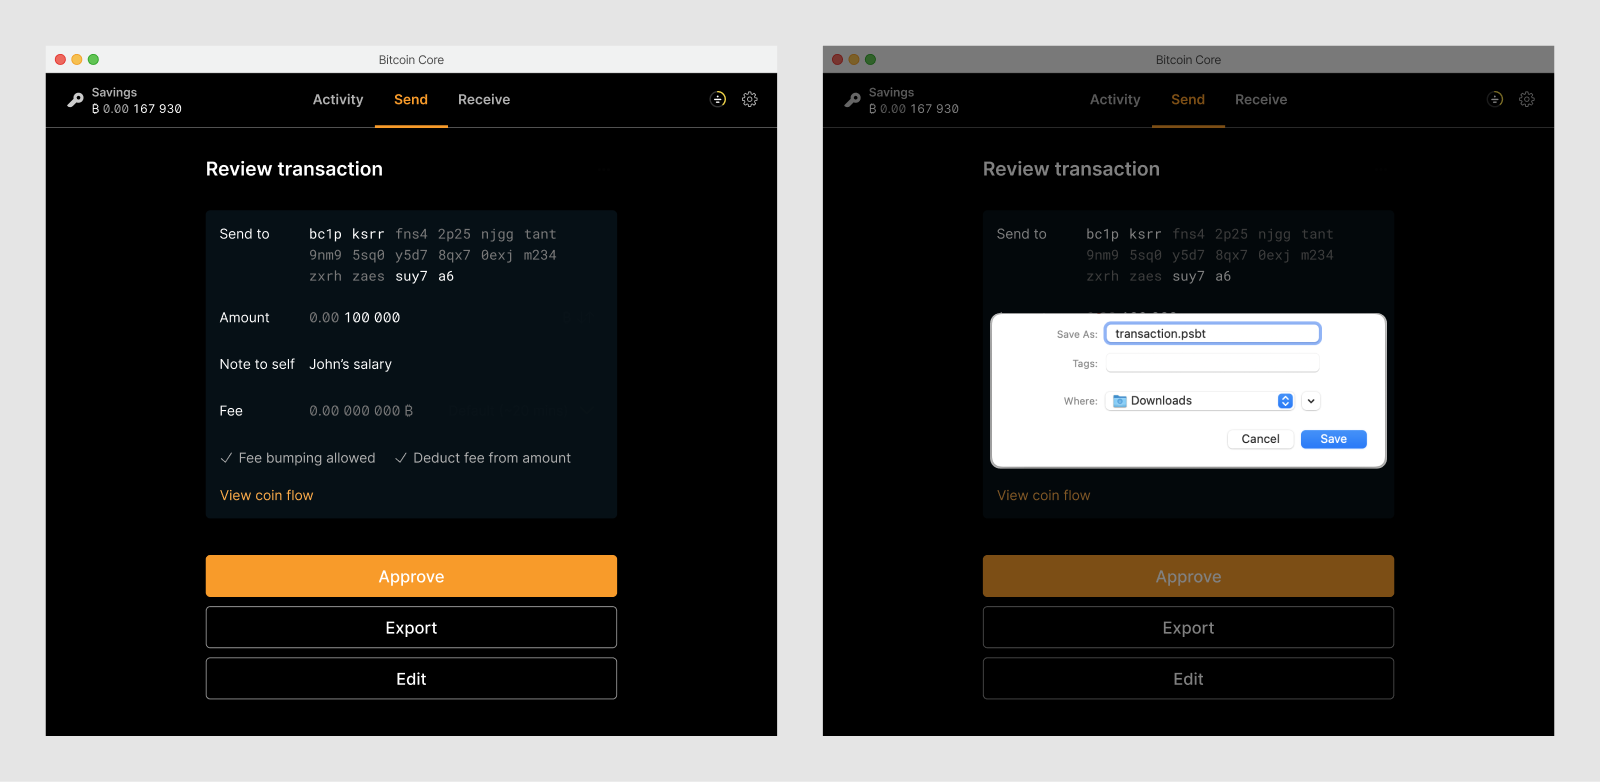 Bitcoin Core
Savings
₿ 0.00 167 930
Activity
Send
Receive
Review transaction
Send to
bc1p ksrr fns4 2p25 njgg tant
9nm9 5sq0 y5d7 8qx7 0exj m234
zxrh zaes suy7 a6
Amount
0.00 100 000
Note to self
John's salary
Fee
0.00 000 000 ₿
Fee bumping allowed
Deduct fee from amount
View coin flow
Approve
Export
Edit
Bitcoin Core
Savings
₿ 0.00 167 930
Activity
Send
Receive
Review transaction
Send to
bc1p ksrr fns4 2p25 njgg tant
9nm9 5sq0 y5d7 8qx7 0exj m234
zxrh zaes suy7 a6
Save As:
transaction.psbt
Tags:
Where:
Downloads
Cancel
Save
View coin flow
Approve
Export
Edit